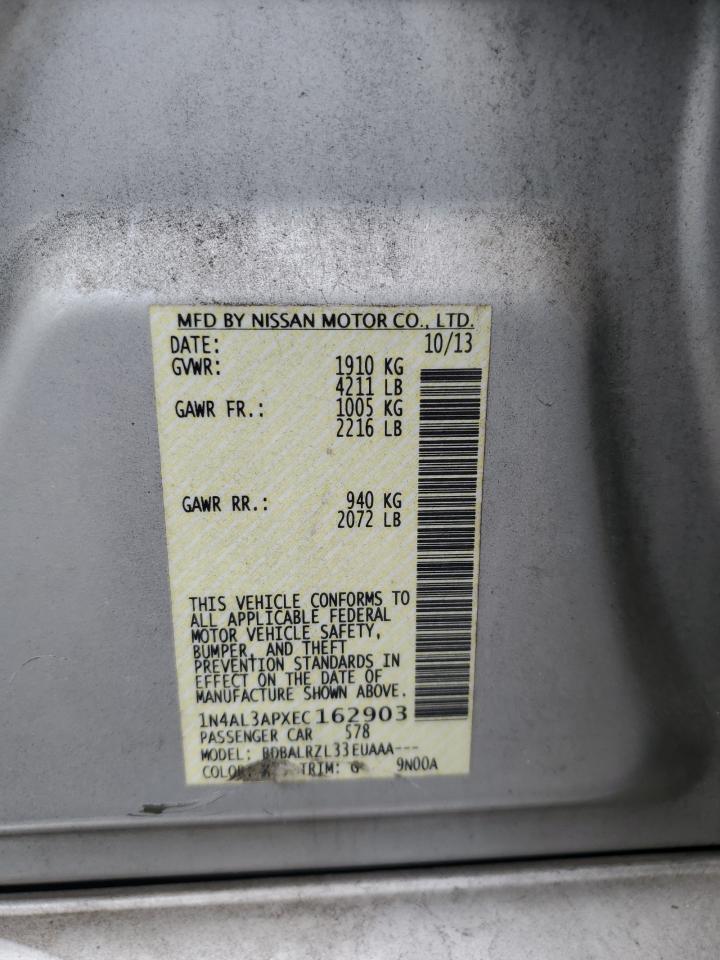 MFD BY NISSAN MOTOR CO., LTD.
DATE: 10/13
GVWR: 1910 KG
4211 LB
GAWR FR.: 1005 KG
2216 LB
GAWR RR.: 940 KG
2072 LB
THIS VEHICLE CONFORMS TO
ALL APPLICABLE FEDERAL
MOTOR VEHICLE SAFETY,
BUMPER, AND THEFT
PREVENTION STANDARDS IN
EFFECT ON THE DATE OF
MANUFACTURE SHOWN ABOVE.
1N4AL3APXEC162903
PASSENGER CAR 578
MODEL: BDBALRZL33EUAAA---
COLOR: TRIM: G 9N00A